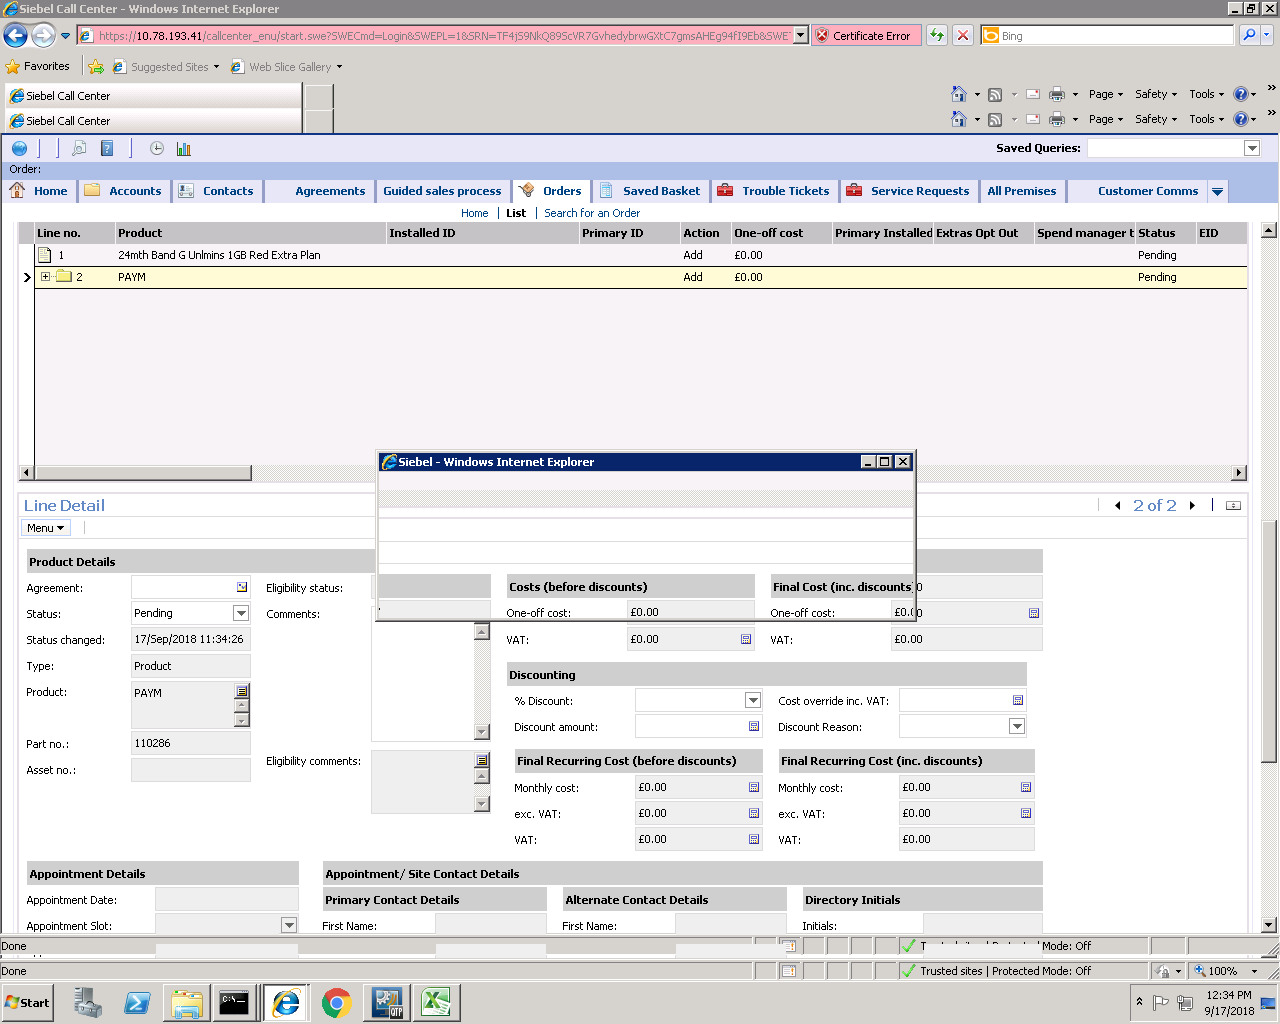 Siebel Call Center - Windows Internet Explorer
https://10.78.193.41/callcenter_enu/start.swe?SWECmd=Login&SWEPL=1&SRN=TF4jS9NkQ89ScVR7GvhedybrwGXtC7gmsAHEg94fI9Eb&SWE
Certificate Error
Bing
Favorites
Suggested Sites
Web Slice Gallery
Siebel Call Center
Page Safety Tools
Siebel Call Center
Page Safety Tools
Saved Queries:
Order:
Home Accounts Contacts Agreements Guided sales process Orders Saved Basket Trouble Tickets Service Requests All Premises Customer Comms
Home | List | Search for an Order
Line no. Product Installed ID Primary ID Action One-off cost Primary Installed Extras Opt Out Spend manager t Status EID
1 24mth Band G Unlmins 1GB Red Extra Plan Add £0.00 Pending
2 PAYM Add £0.00 Pending
Siebel - Windows Internet Explorer
Line Detail
2 of 2
Menu
Product Details
Costs (before discounts) Final Cost (inc. discounts)
Agreement: Eligibility status:
Status: Pending Comments: One-off cost: £0.00 One-off cost: £0.0
Status changed: 17/Sep/2018 11:34:26 VAT: £0.00 £0.00
Type: Product
Discounting
Product: PAYM % Discount: Cost override inc. VAT:
Discount amount: Discount Reason:
Part no.: 110286
Final Recurring Cost (before discounts) Final Recurring Cost (inc. discounts)
Asset no.: Eligibility comments:
Monthly cost: £0.00 Monthly cost: £0.00
exc. VAT: £0.00 exc. VAT: £0.00
VAT: £0.00 VAT: £0.00
Appointment Details Appointment/ Site Contact Details
Appointment Date: Primary Contact Details Alternate Contact Details Directory Initials
Appointment Slot: First Name: First Name: Initials:
Done Mode: Off
Done Trusted sites | Protected Mode: Off 100%
Start
QTP
12:34 PM
9/17/2018